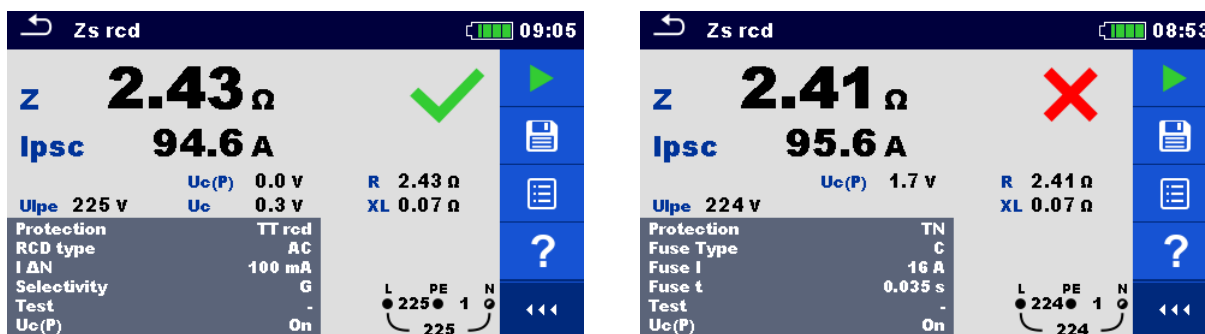 Zs rcd 09:05
Z 2.43 Ω
Ipsc 94.6 A
Uc(P) 0.0 V R 2.43 Ω
Ulpe 225 V Uc 0.3 V XL 0.07 Ω
Protection TT rcd
RCD type AC
I ΔN 100 mA
Selectivity G
Test -
Uc(P) On
L PE N
225 1
225
?
Zs rcd 08:53
Z 2.41 Ω
Ipsc 95.6 A
Uc(P) 1.7 V R 2.41 Ω
Ulpe 224 V XL 0.07 Ω
Protection TN
Fuse Type C
Fuse I 16 A
Fuse t 0.035 s
Test -
Uc(P) On
L PE N
224 1
224
?